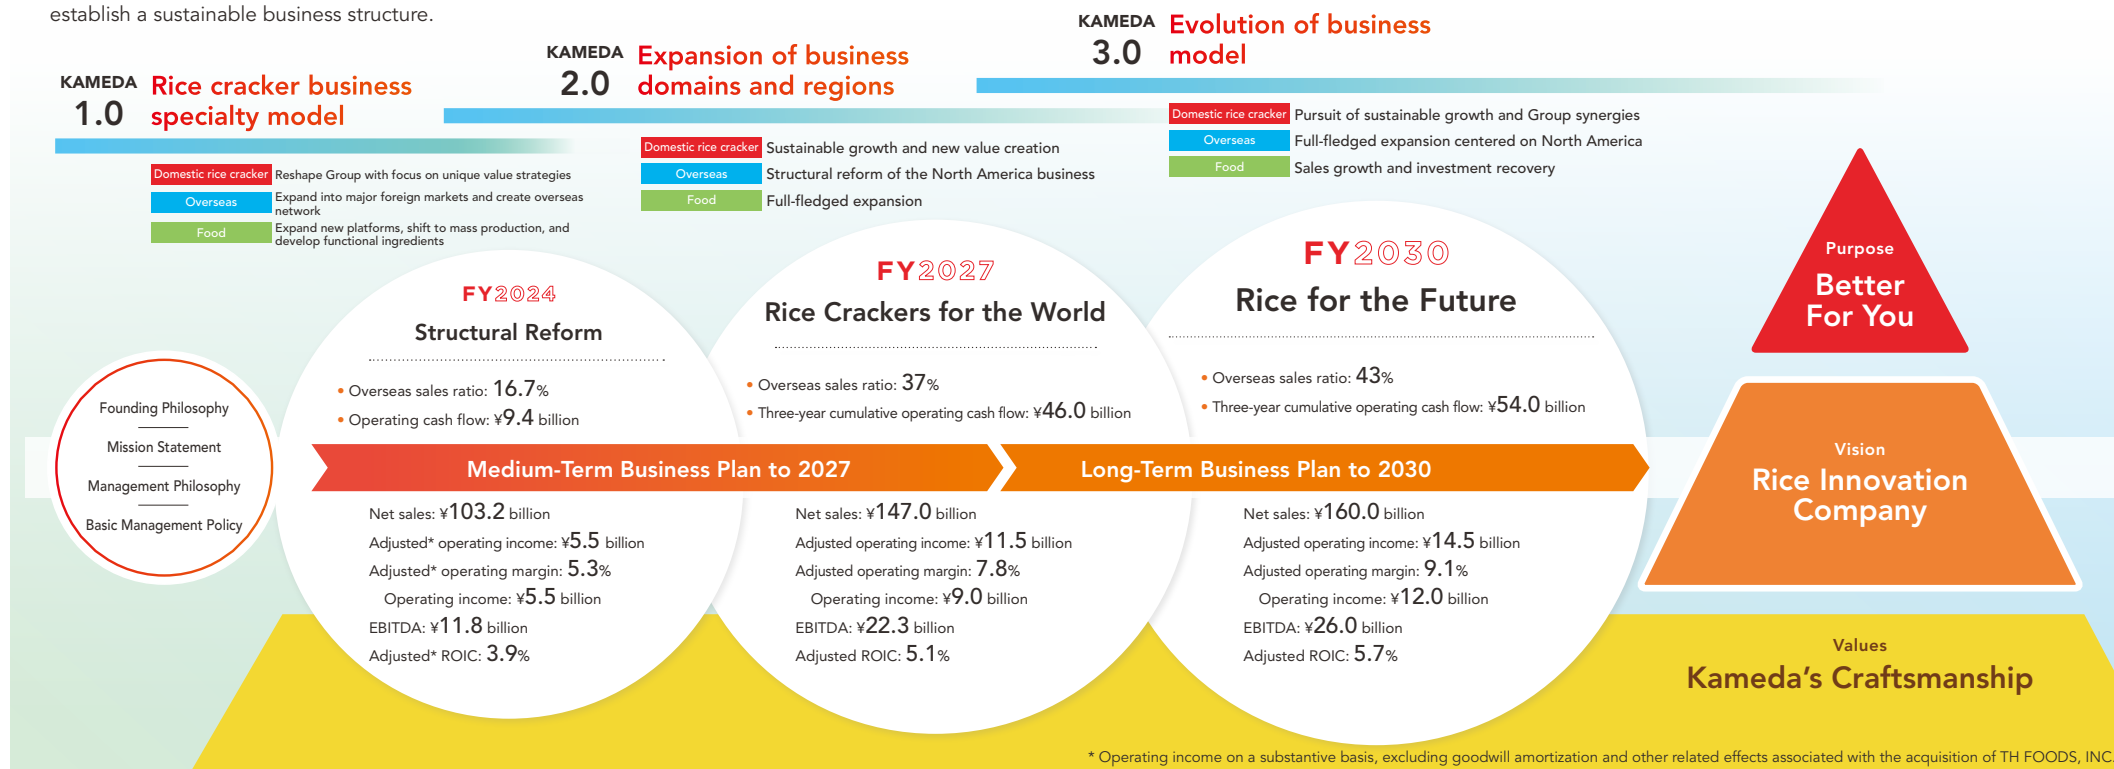 establish a sustainable business structure.
KAMEDA
1.0
Rice cracker business
specialty model
Domestic rice cracker Reshape Group with focus on unique value strategies
Overseas Expand into major foreign markets and create overseas
network
Food Expand new platforms, shift to mass production, and
develop functional ingredients
KAMEDA
2.0
Expansion of business
domains and regions
Domestic rice cracker Sustainable growth and new value creation
Overseas Structural reform of the North America business
Food Full-fledged expansion
KAMEDA
3.0
Evolution of business
model
Domestic rice cracker Pursuit of sustainable growth and Group synergies
Overseas Full-fledged expansion centered on North America
Food Sales growth and investment recovery
Founding Philosophy
Mission Statement
Management Philosophy
Basic Management Policy
FY2024
Structural Reform
• Overseas sales ratio: 16.7%
• Operating cash flow: ¥9.4 billion
FY2027
Rice Crackers for the World
• Overseas sales ratio: 37%
• Three-year cumulative operating cash flow: ¥46.0 billion
FY2030
Rice for the Future
• Overseas sales ratio: 43%
• Three-year cumulative operating cash flow: ¥54.0 billion
Medium-Term Business Plan to 2027
Long-Term Business Plan to 2030
Net sales: ¥103.2 billion
Adjusted* operating income: ¥5.5 billion
Adjusted* operating margin: 5.3%
Operating income: ¥5.5 billion
EBITDA: ¥11.8 billion
Adjusted* ROIC: 3.9%
Net sales: ¥147.0 billion
Adjusted operating income: ¥11.5 billion
Adjusted operating margin: 7.8%
Operating income: ¥9.0 billion
EBITDA: ¥22.3 billion
Adjusted ROIC: 5.1%
Net sales: ¥160.0 billion
Adjusted operating income: ¥14.5 billion
Adjusted operating margin: 9.1%
Operating income: ¥12.0 billion
EBITDA: ¥26.0 billion
Adjusted ROIC: 5.7%
Purpose
Better
For You
Vision
Rice Innovation
Company
Values
Kameda's Craftsmanship
* Operating income on a substantive basis, excluding goodwill amortization and other related effects associated with the acquisition of TH FOODS, INC.